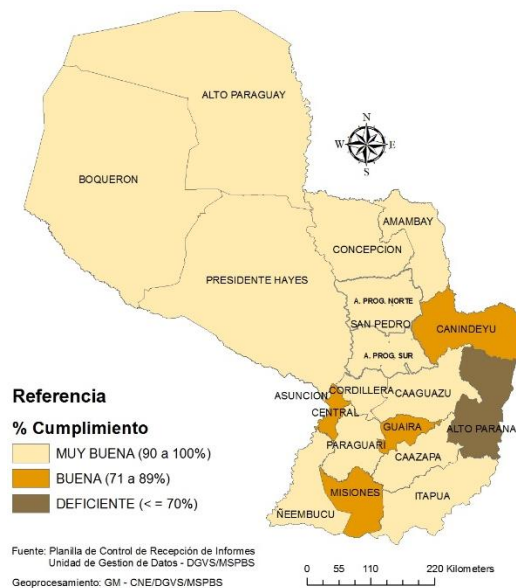 ALTO PARAGUAY
N
W E
S
BOQUERON
AMAMBAY
CONCEPCION
PRESIDENTE HAYES
A. PROG. NORTE
SAN PEDRO
CANINDEYU
A. PROG. SUR
CORDILLERA
CAAGUAZU
ASUNCION
CENTRAL
GUAIRA
ALTO PARANA
PARAGUARI
CAAZAPA
MISIONES
ITAPUA
ÑEEMBUCU
Referencia
% Cumplimiento
MUY BUENA (90 a 100%)
BUENA (71 a 89%)
DEFICIENTE (< = 70%)
Fuente: Planilla de Control de Recepción de Informes
Unidad de Gestion de Datos - DGVS/MSPBS
Geoprocesamiento: GM - CNE/DGVS/MSPBS
0 55 110 220 Kilometers